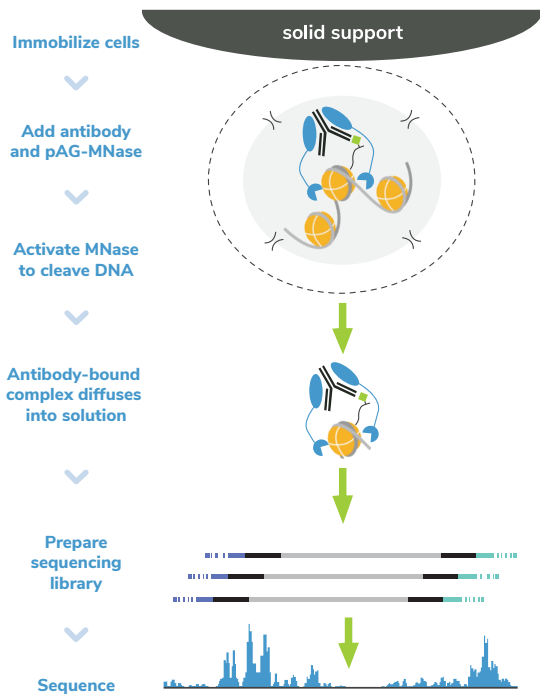 solid support
Immobilize cells
Add antibody
and pAG-MNase
Activate MNase
to cleave DNA
Antibody-bound
complex diffuses
into solution
Prepare
sequencing
library
Sequence